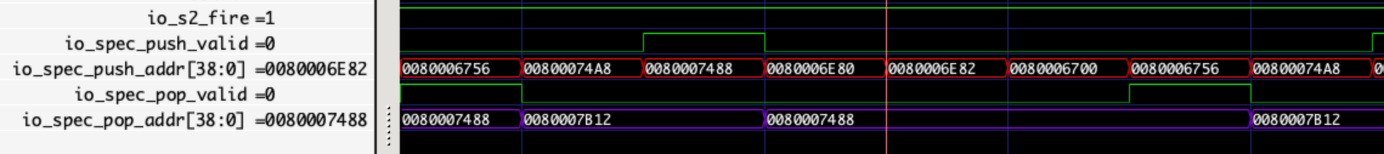 io_s2_fire =1
io_spec_push_valid =0
io_spec_push_addr[38:0] =0080006E82 0080006756 00800074A8 0080007488 0080006E80 0080006E82 0080006700 0080006756 00800074A8 0
io_spec_pop_valid =0
io_spec_pop_addr[38:0] =0080007488 0080007488 0080007B12 0080007488 0080007B12